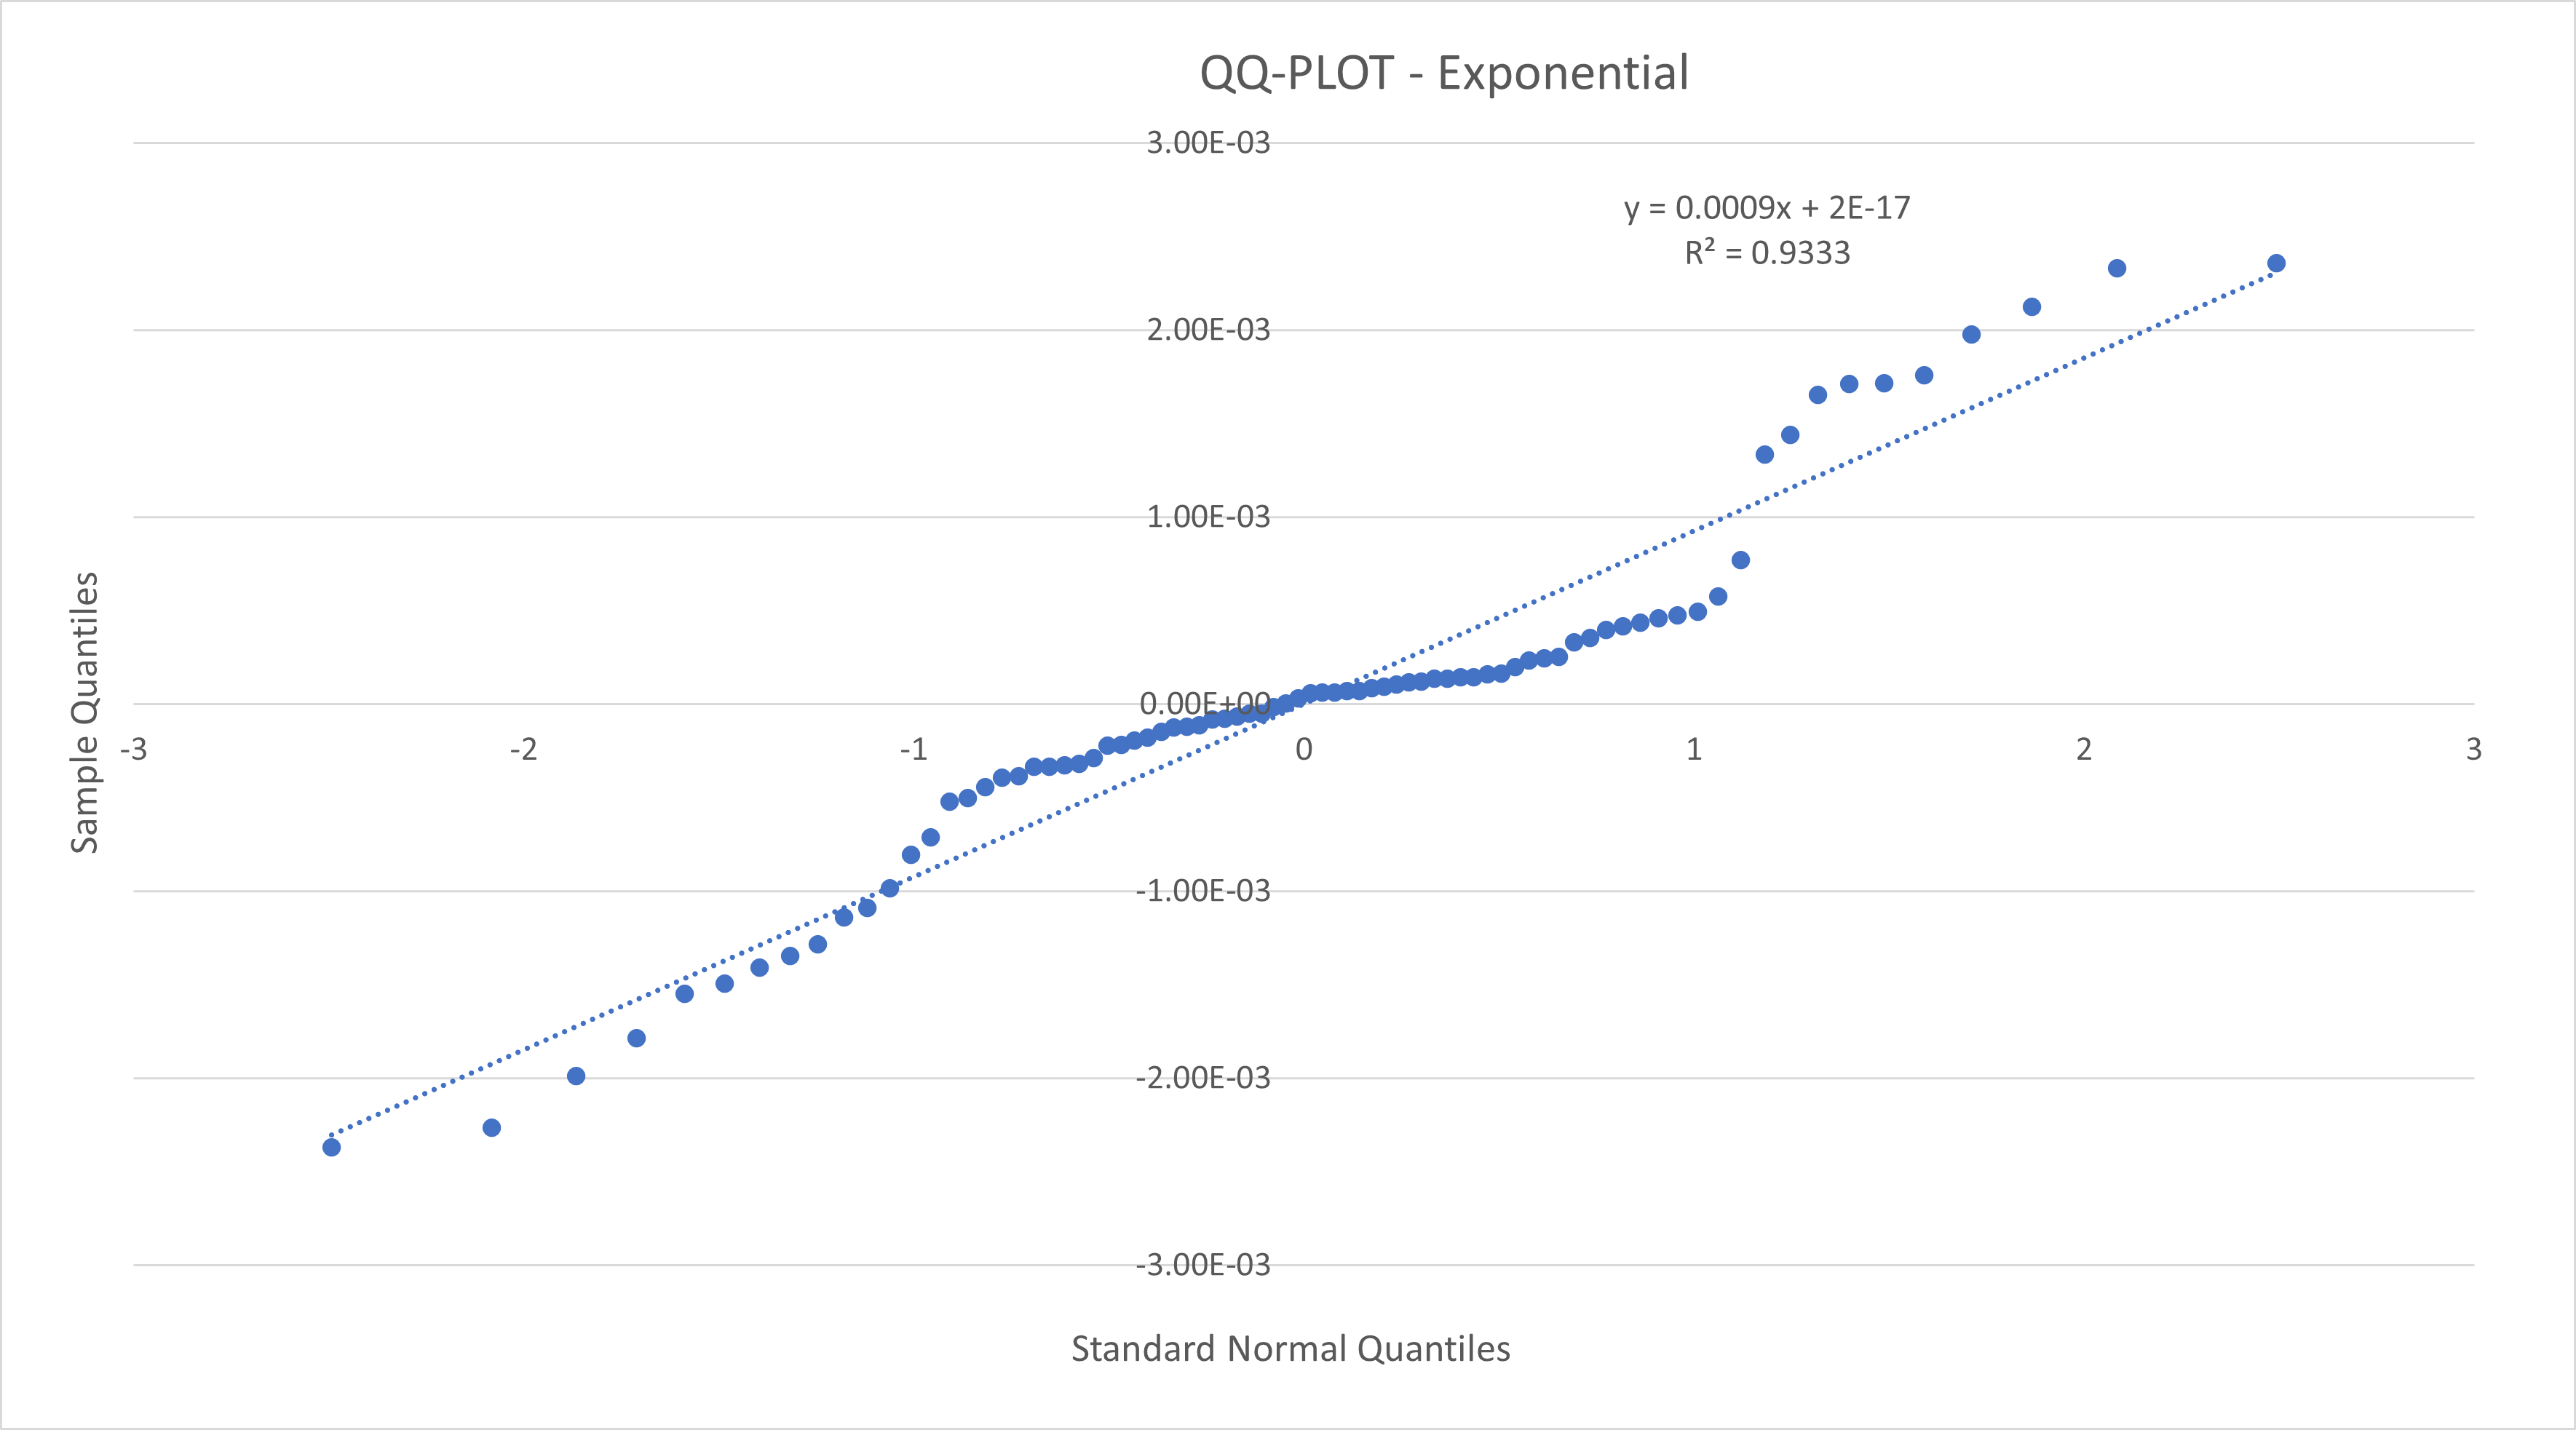 QQ-PLOT - Exponential
3.00E-03
y = 0.0009x + 2E-17
R² = 0.9333
2.00E-03
1.00E-03
Sample Quantiles
0.00E+00
-3 -2 -1 0 1 2 3
-1.00E-03
-2.00E-03
-3.00E-03
Standard Normal Quantiles